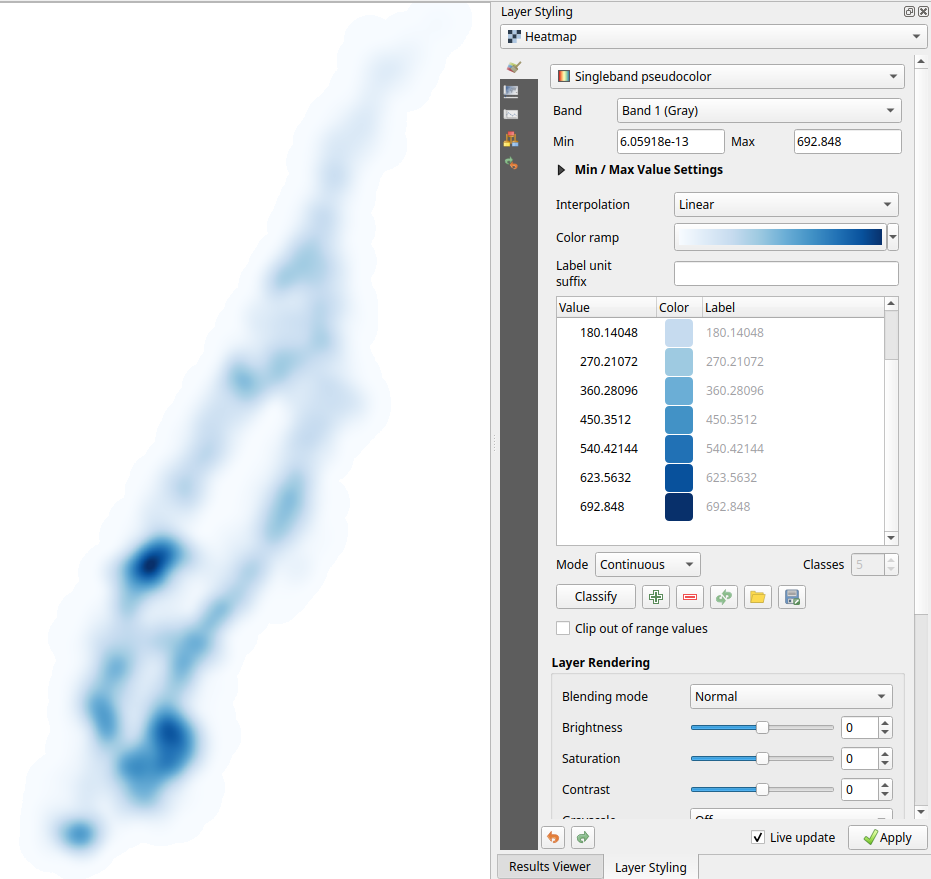 Layer Styling
Heatmap
Singleband pseudocolor
Band Band 1 (Gray)
Min 6.05918e-13 Max 692.848
Min / Max Value Settings
Interpolation Linear
Color ramp
Label unit
suffix
Value Color Label
180.14048 180.14048
270.21072 270.21072
360.28096 360.28096
450.3512 450.3512
540.42144 540.42144
623.5632 623.5632
692.848 692.848
Mode Continuous Classes 5
Classify
Clip out of range values
Layer Rendering
Blending mode Normal
Brightness 0
Saturation 0
Contrast 0
Live update Apply
Results Viewer Layer Styling